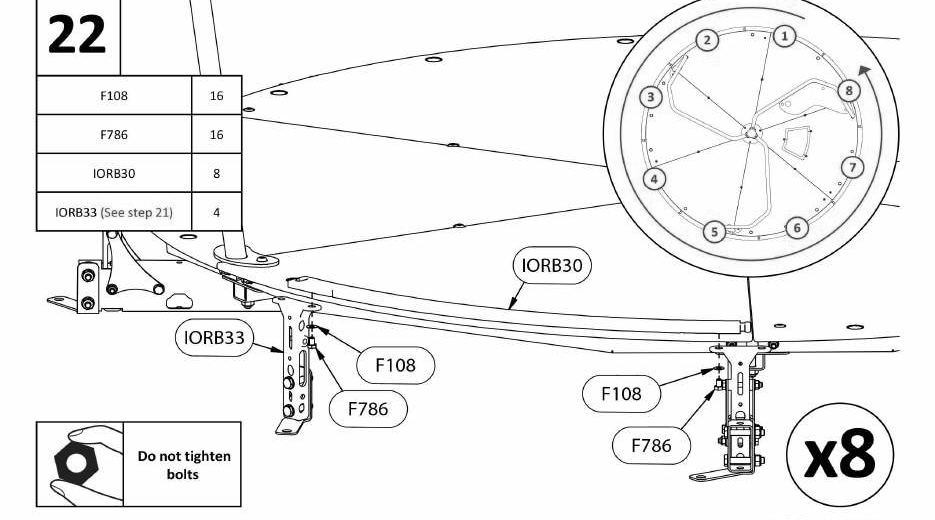 22
F108 16
F786 16
IORB30 8
IORB33 (See step 21) 4
1
2
3
4
5
6
7
8
IORB30
IORB33
F108
F786
F108
F786
Do not tighten
bolts
x8